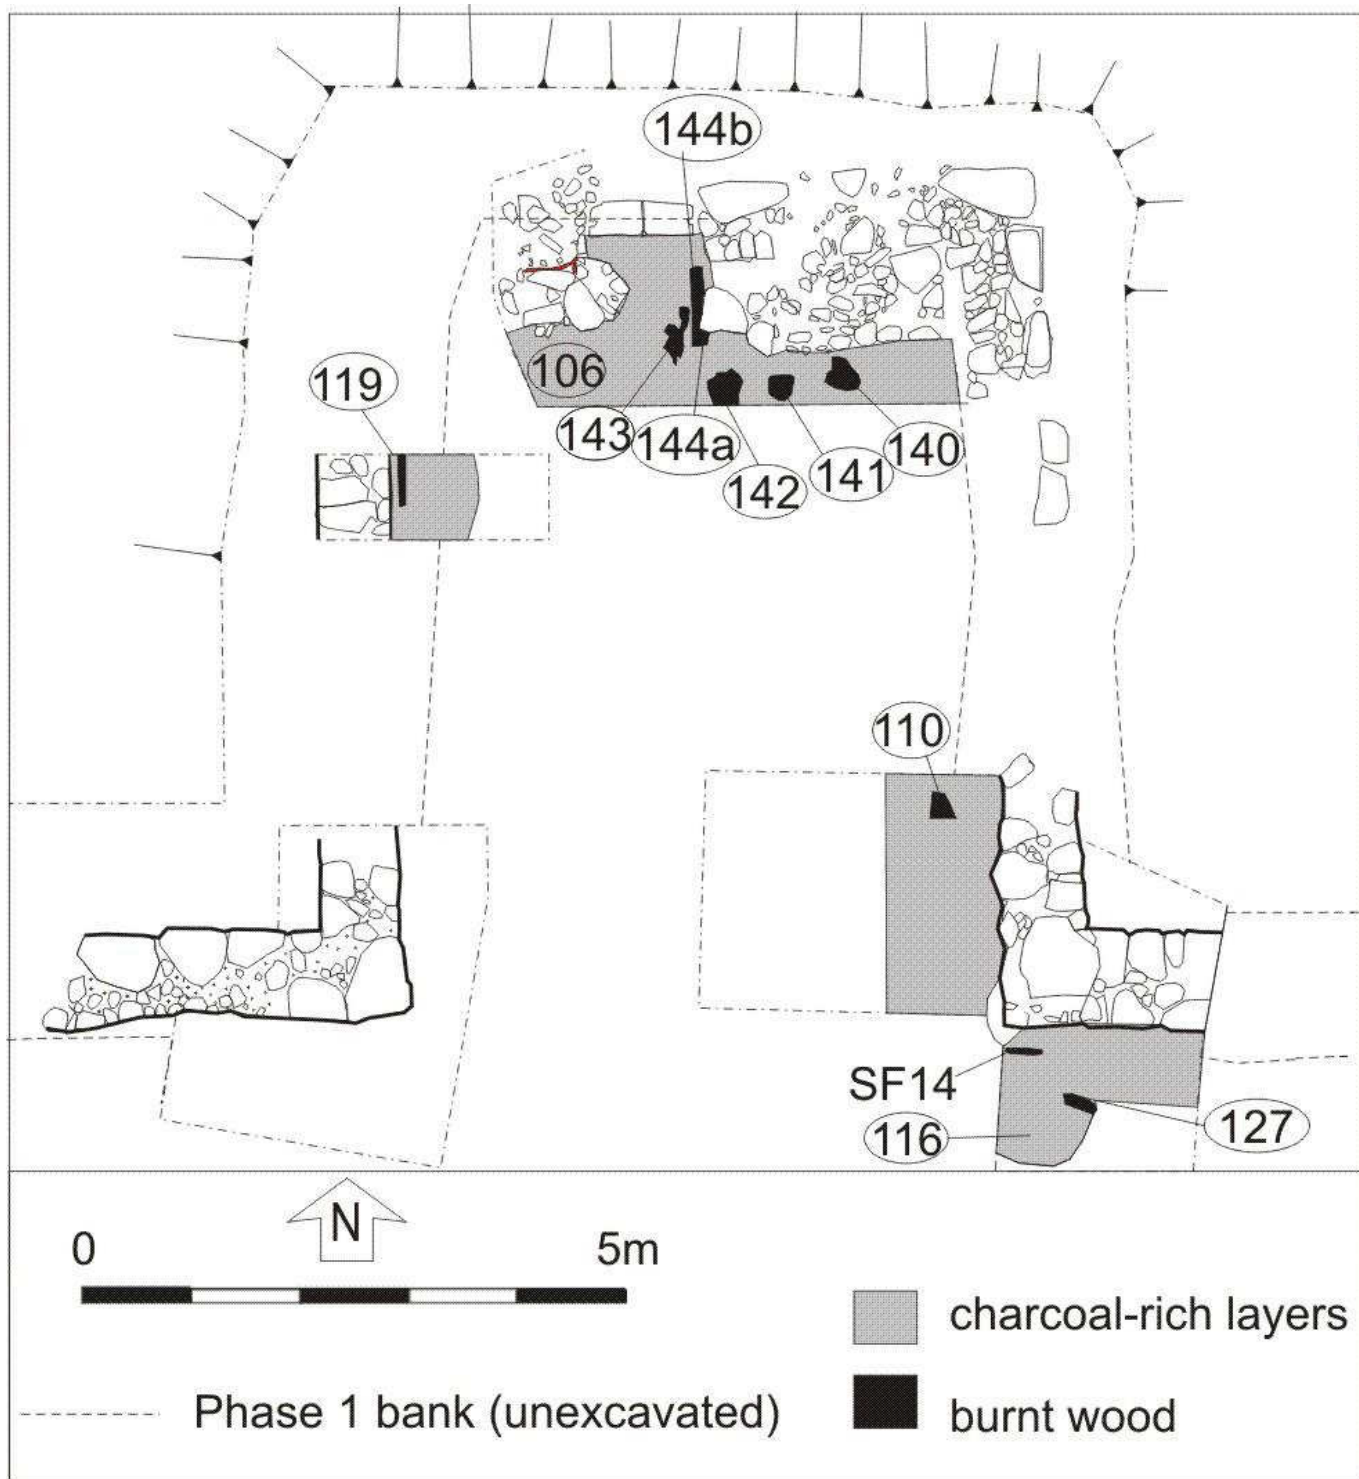 144b
119
106
143
144a
142
141
140
110
SF14
116
127
N
0
5m
charcoal-rich layers
Phase 1 bank (unexcavated)
burnt wood